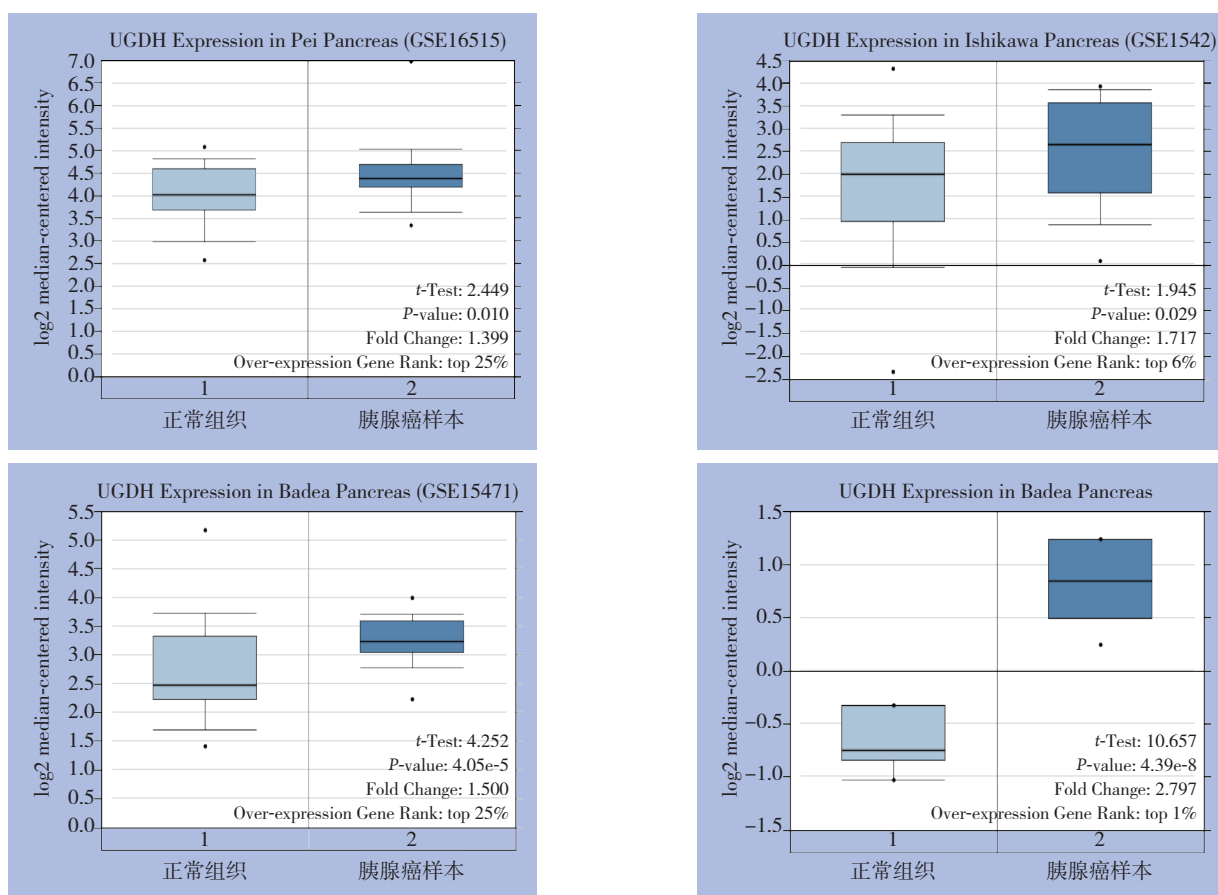 UGDH Expression in Pei Pancreas (GSE16515)
log2 median-centered intensity
7.0
6.5
6.0
5.5
5.0
4.5
4.0
3.5
3.0
2.5
2.0
1.5
1.0
0.5
0.0
t-Test: 2.449
P-value: 0.010
Fold Change: 1.399
Over-expression Gene Rank: top 25%
1 2
正常组织 胰腺癌样本
UGDH Expression in Ishikawa Pancreas (GSE1542)
log2 median-centered intensity
4.5
4.0
3.5
3.0
2.5
2.0
1.5
1.0
0.5
0.0
−0.5
−1.0
−1.5
−2.0
−2.5
t-Test: 1.945
P-value: 0.029
Fold Change: 1.717
Over-expression Gene Rank: top 6%
1 2
正常组织 胰腺癌样本
UGDH Expression in Badea Pancreas (GSE15471)
log2 median-centered intensity
5.5
5.0
4.5
4.0
3.5
3.0
2.5
2.0
1.5
1.0
0.5
0.0
t-Test: 4.252
P-value: 4.05e-5
Fold Change: 1.500
Over-expression Gene Rank: top 25%
1 2
正常组织 胰腺癌样本
UGDH Expression in Badea Pancreas
log2 median-centered intensity
1.5
1.0
0.5
0.0
−0.5
−1.0
−1.5
t-Test: 10.657
P-value: 4.39e-8
Fold Change: 2.797
Over-expression Gene Rank: top 1%
1 2
正常组织 胰腺癌样本